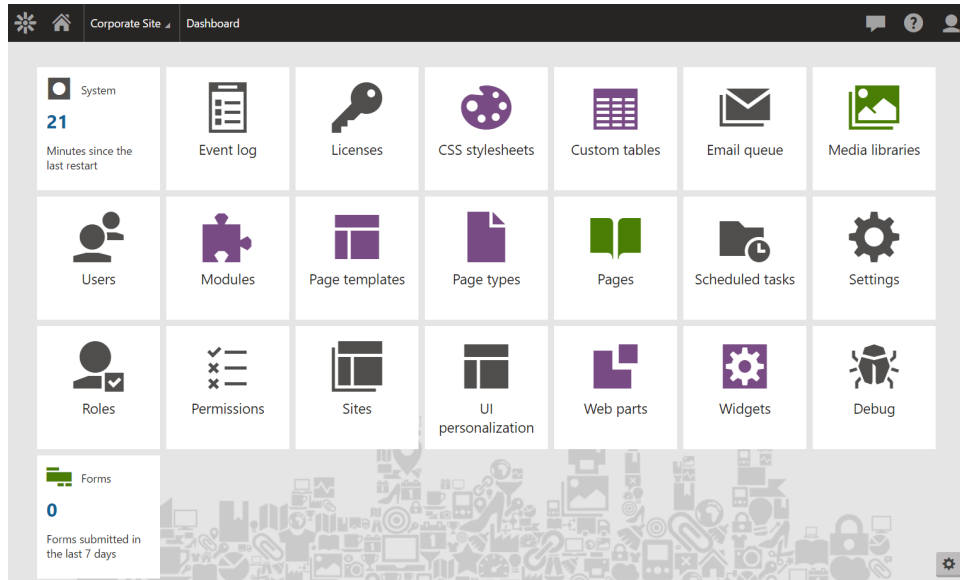 Corporate Site
Dashboard
System
21
Minutes since the
last restart
Event log
Licenses
CSS stylesheets
Custom tables
Email queue
Media libraries
Users
Modules
Page templates
Page types
Pages
Scheduled tasks
Settings
Roles
Permissions
Sites
UI
personalization
Web parts
Widgets
Debug
Forms
0
Forms submitted in
the last 7 days